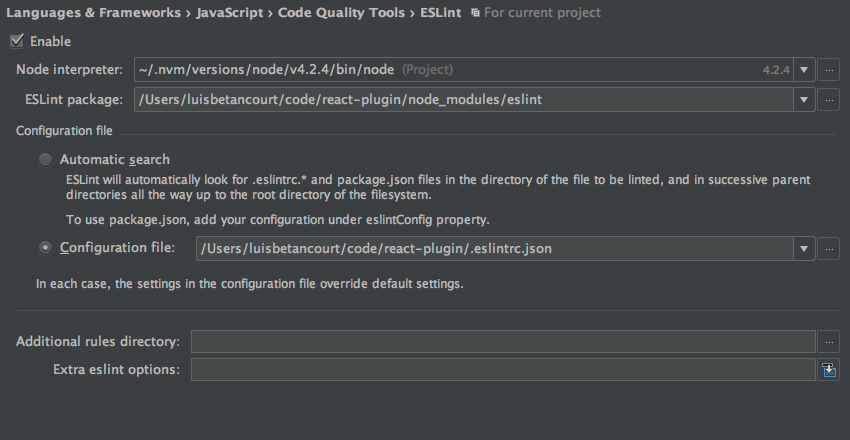 Languages & Frameworks › JavaScript › Code Quality Tools › ESLint For current project
Enable
Node interpreter: ~/.nvm/versions/node/v4.2.4/bin/node (Project) 4.2.4 ...
ESLint package: /Users/luisbetancourt/code/react-plugin/node_modules/eslint ...
Configuration file
Automatic search
ESLint will automatically look for .eslintrc.* and package.json files in the directory of the file to be linted, and in successive parent
directories all the way up to the root directory of the filesystem.
To use package.json, add your configuration under eslintConfig property.
Configuration file: /Users/luisbetancourt/code/react-plugin/.eslintrc.json ...
In each case, the settings in the configuration file override default settings.
Additional rules directory: ...
Extra eslint options: